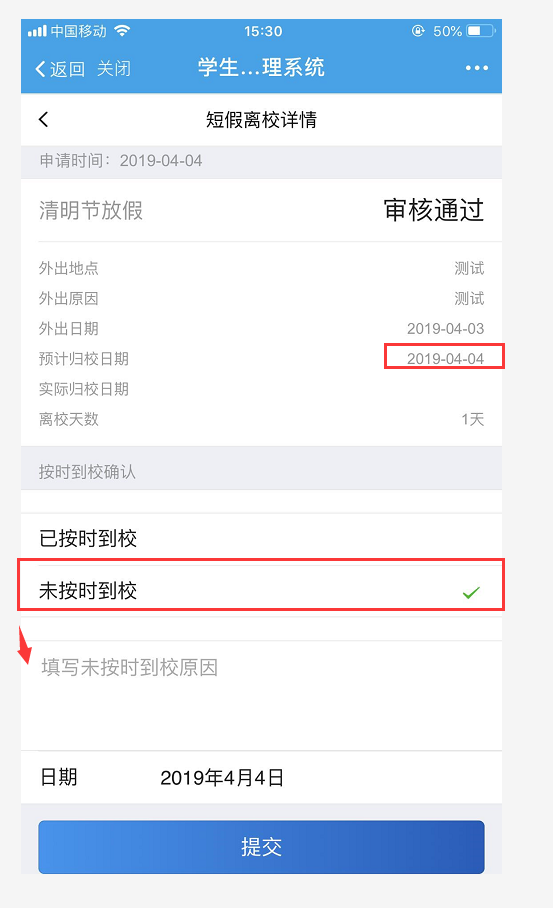 中国移动 15:30 50%
返回 关闭 学生...理系统
短假离校详情
申请时间：2019-04-04
清明节放假 审核通过
外出地点 测试
外出原因 测试
外出日期 2019-04-03
预计归校日期 2019-04-04
实际归校日期
离校天数 1天
按时到校确认
已按时到校
未按时到校
填写未按时到校原因
日期 2019年4月4日
提交